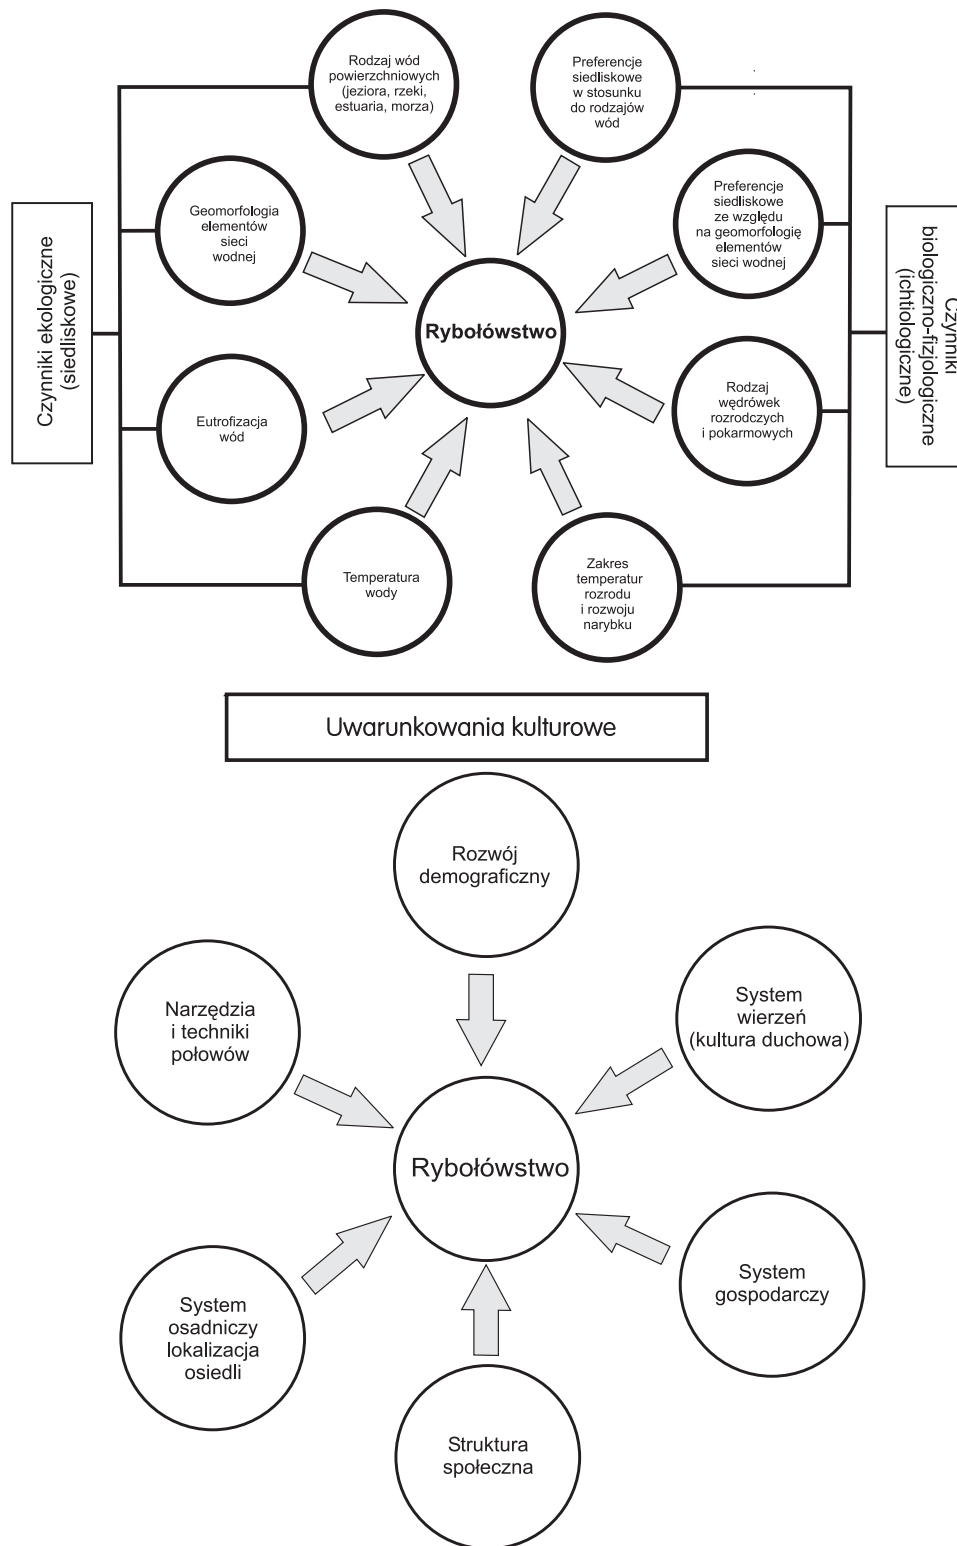 Rodzaj wód
powierzchniowych
(jeziora, rzeki,
estuaria, morza)
Preferencje
siedliskowe
w stosunku
do rodzajów
wód
Geomorfologia
elementów
sieci
wodnej
Preferencje
siedliskowe
ze względu
na geomorfologię
elementów
sieci wodnej
Czynniki ekologiczne
(siedliskowe)
Rybołówstwo
Czynniki
biologiczno-fizjologiczne
(ichtiologiczne)
Eutrofizacja
wód
Rodzaj
wędrówek
rozrodczych
i pokarmowych
Temperatura
wody
Zakres
temperatur
rozrodu
i rozwoju
narybku
Uwarunkowania kulturowe
Rozwój
demograficzny
Narzędzia
i techniki
połowów
System
wierzeń
(kultura duchowa)
Rybołówstwo
System
osadniczy
lokalizacja
osiedli
System
gospodarczy
Struktura
społeczna